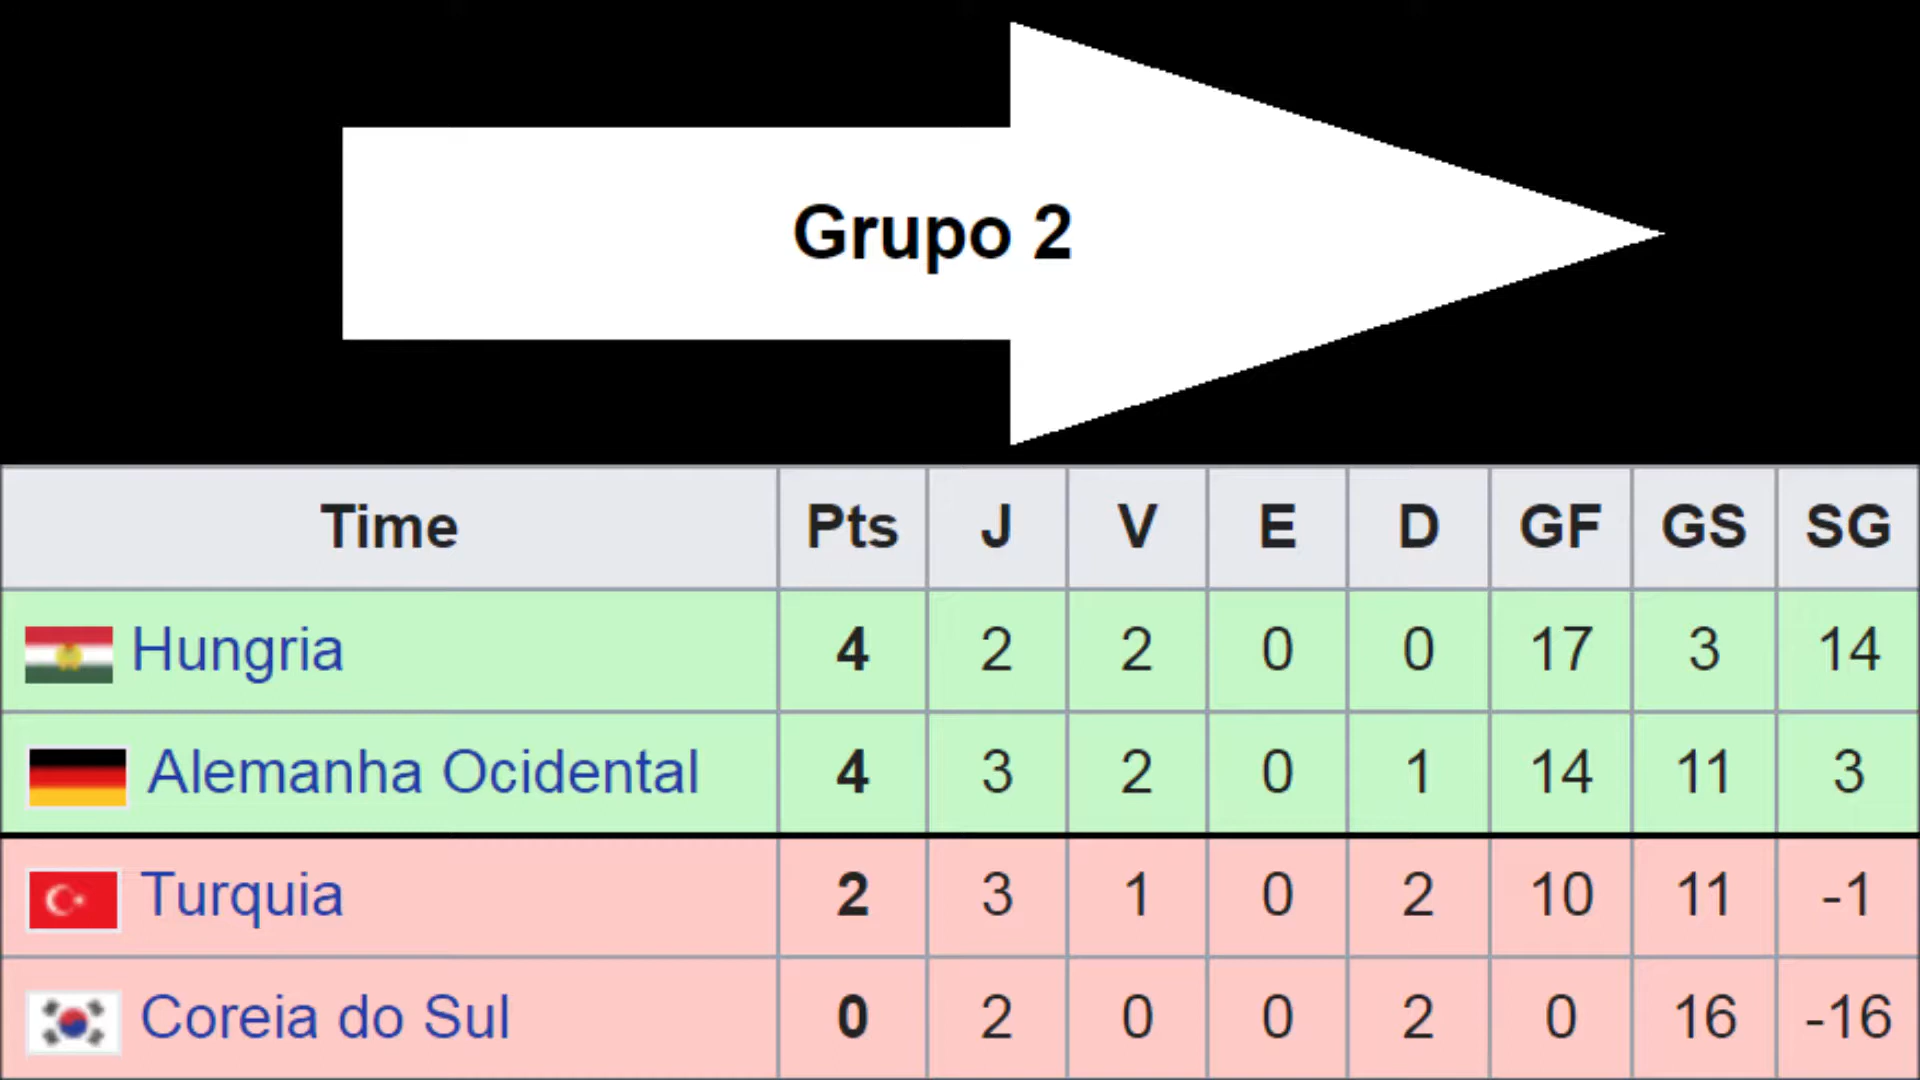 Grupo 2
Time Pts J V E D GF GS SG
Hungria 4 2 2 0 0 17 3 14
Alemanha Ocidental 4 3 2 0 1 14 11 3
Turquia 2 3 1 0 2 10 11 -1
Coreia do Sul 0 2 0 0 2 0 16 -16